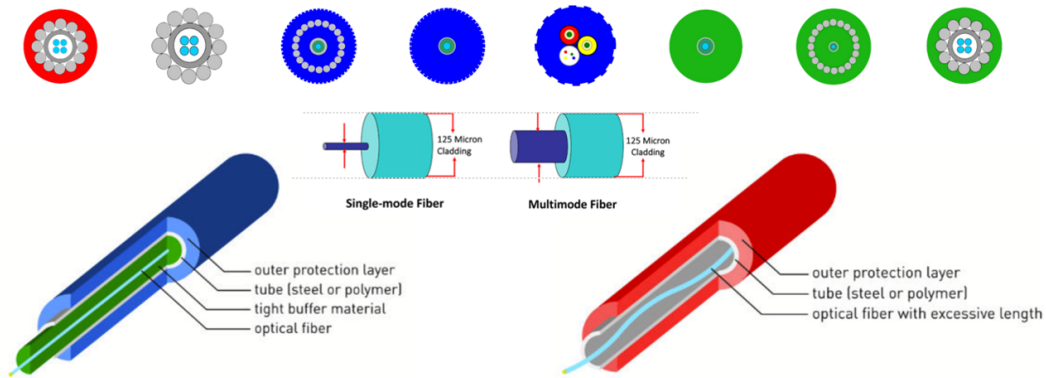 125 Micron
Cladding
125 Micron
Cladding
Single-mode Fiber
Multimode Fiber
outer protection layer
tube (steel or polymer)
tight buffer material
optical fiber
outer protection layer
tube (steel or polymer)
optical fiber with excessive length